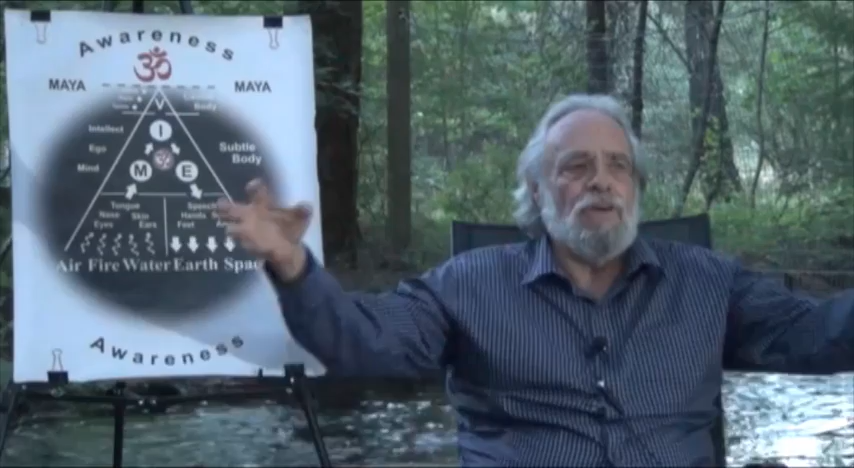 Awareness
ॐ
MAYA MAYA
Body
Intellect
I
Ego
Subtle
Body
Mind
M E
Tongue Speech
Nose Skin Hands
Eyes Ears Feet
Air Fire Water Earth Space
Awareness